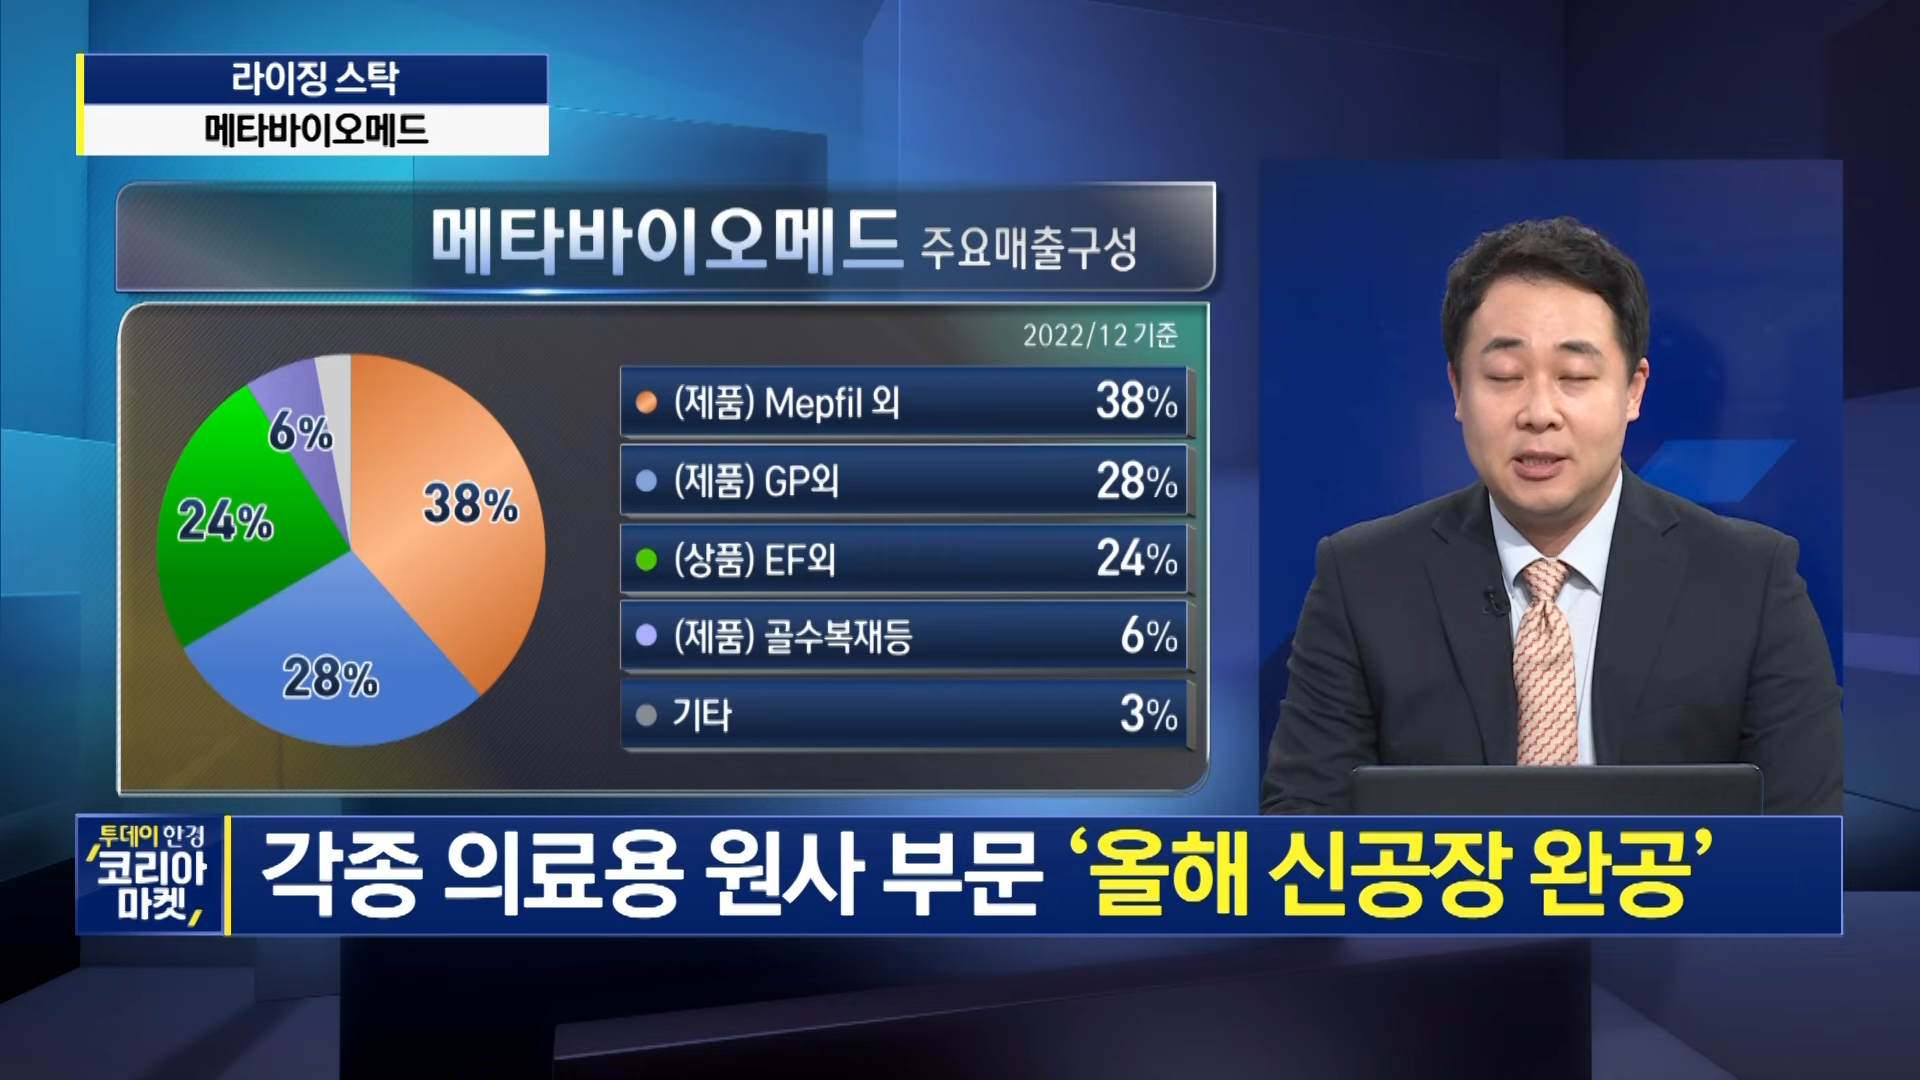 라이징 스탁
메타바이오메드
메타바이오메드 주요매출구성
2022/12 기준
38%
28%
24%
6%
(제품) Mepfil 외 38%
(제품) GP외 28%
(상품) EF외 24%
(제품) 골수복재등 6%
기타 3%
투데이 한경
코리아
마켓
각종 의료용 원사 부문 ‘올해 신공장 완공’